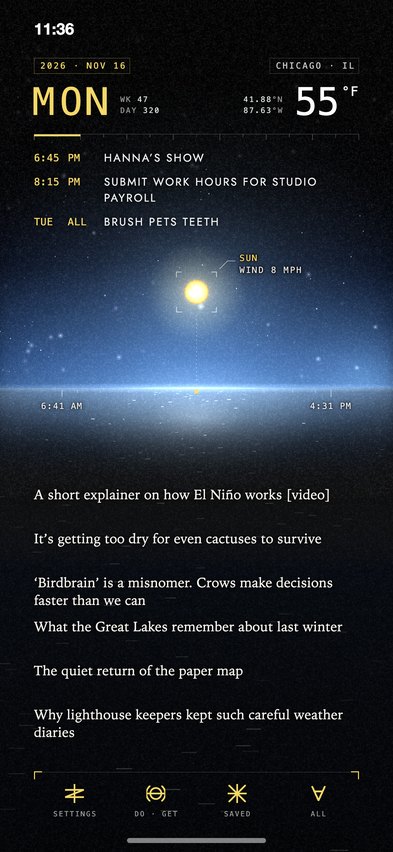 11:36
2026 · NOV 16
CHICAGO · IL
MON
WK 47
DAY 320
41.88°N
87.63°W
55°F
6:45 PM HANNA'S SHOW
8:15 PM SUBMIT WORK HOURS FOR STUDIO
PAYROLL
TUE ALL BRUSH PETS TEETH
SUN
WIND 8 MPH
6:41 AM
4:31 PM
A short explainer on how El Niño works [video]
It’s getting too dry for even cactuses to survive
‘Birdbrain’ is a misnomer. Crows make decisions
faster than we can
What the Great Lakes remember about last winter
The quiet return of the paper map
Why lighthouse keepers kept such careful weather
diaries
SETTINGS
DO · GET
SAVED
ALL